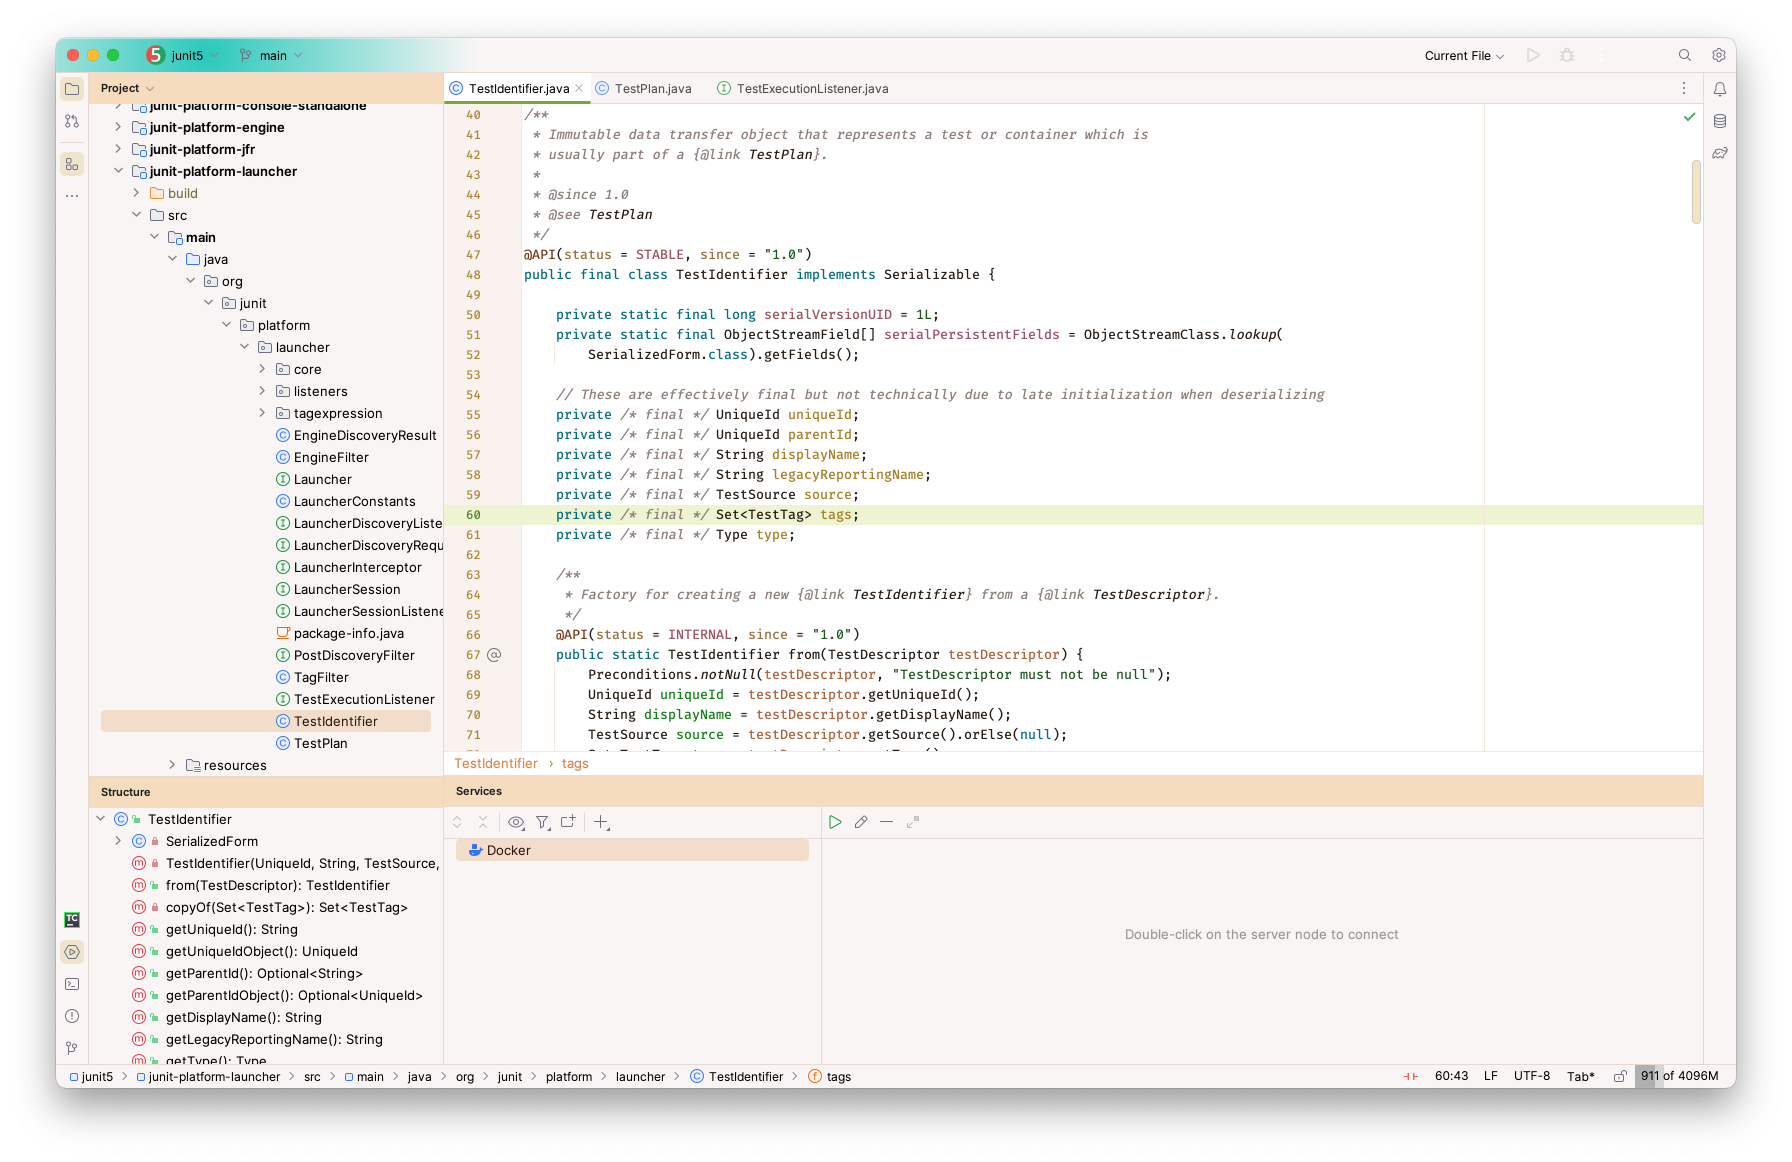 5 junit5 main Current File
Project
junit-platform-console-standalone
junit-platform-engine
junit-platform-jfr
junit-platform-launcher
build
src
main
java
org
junit
platform
launcher
core
listeners
tagexpression
EngineDiscoveryResult
EngineFilter
Launcher
LauncherConstants
LauncherDiscoveryListe
LauncherDiscoveryRequ
LauncherInterceptor
LauncherSession
LauncherSessionListene
package-info.java
PostDiscoveryFilter
TagFilter
TestExecutionListener
TestIdentifier
TestPlan
resources
TestIdentifier.java TestPlan.java TestExecutionListener.java
40 /**
41 * Immutable data transfer object that represents a test or container which is
42 * usually part of a {@link TestPlan}.
43 *
44 * @since 1.0
45 * @see TestPlan
46 */
47 @API(status = STABLE, since = "1.0")
48 public final class TestIdentifier implements Serializable {
49
50 private static final long serialVersionUID = 1L;
51 private static final ObjectStreamField[] serialPersistentFields = ObjectStreamClass.lookup(
52 SerializedForm.class).getFields();
53
54 // These are effectively final but not technically due to late initialization when deserializing
55 private /* final */ UniqueId uniqueId;
56 private /* final */ UniqueId parentId;
57 private /* final */ String displayName;
58 private /* final */ String legacyReportingName;
59 private /* final */ TestSource source;
60 private /* final */ Set<TestTag> tags;
61 private /* final */ Type type;
62
63 /**
64 * Factory for creating a new {@link TestIdentifier} from a {@link TestDescriptor}.
65 */
66 @API(status = INTERNAL, since = "1.0")
67 @ public static TestIdentifier from(TestDescriptor testDescriptor) {
68 Preconditions.notNull(testDescriptor, "TestDescriptor must not be null");
69 UniqueId uniqueId = testDescriptor.getUniqueId();
70 String displayName = testDescriptor.getDisplayName();
71 TestSource source = testDescriptor.getSource().orElse(null);
TestIdentifier › tags
Structure
TestIdentifier
SerializedForm
TestIdentifier(UniqueId, String, TestSource,
from(TestDescriptor): TestIdentifier
copyOf(Set<TestTag>): Set<TestTag>
getUniqueId(): String
getUniqueIdObject(): UniqueId
getParentId(): Optional<String>
getParentIdObject(): Optional<UniqueId>
getDisplayName(): String
getLegacyReportingName(): String
getType(): Type
Services
Docker
Double-click on the server node to connect
junit5 > junit-platform-launcher > src > main > java > org > junit > platform > launcher > TestIdentifier > tags
60:43 LF UTF-8 Tab* 911 of 4096M